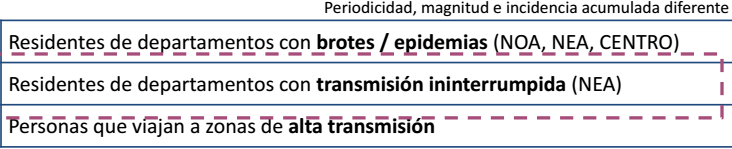 Periodicidad, magnitud e incidencia acumulada diferente
Residentes de departamentos con brotes / epidemias (NOA, NEA, CENTRO)
Residentes de departamentos con transmisión ininterrumpida (NEA)
Personas que viajan a zonas de alta transmisión